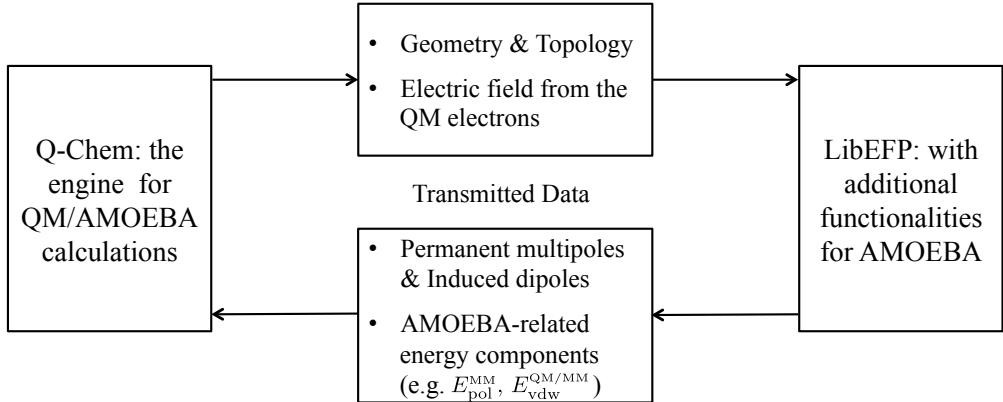 Q-Chem: the
engine for
QM/AMOEBA
calculations
• Geometry & Topology
• Electric field from the
QM electrons
Transmitted Data
• Permanent multipoles
& Induced dipoles
• AMOEBA-related
energy components
(e.g. E_pol^MM, E_vdw^QM/MM)
LibEFP: with
additional
functionalities
for AMOEBA